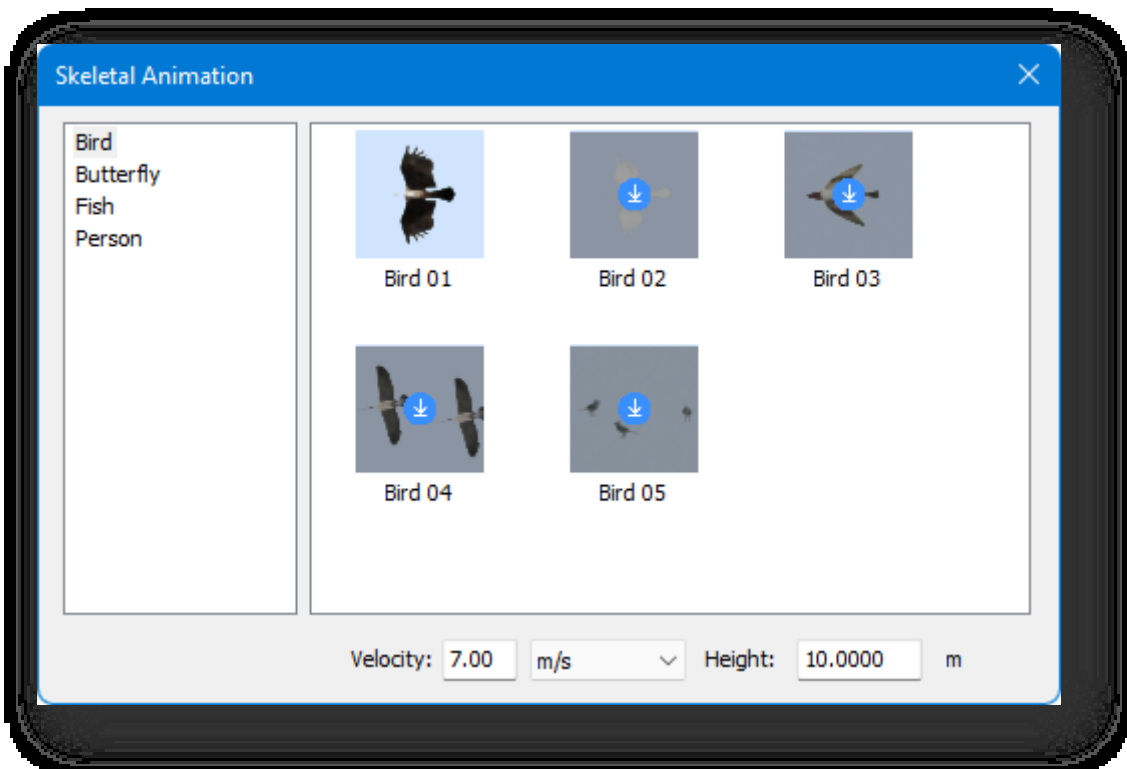 Skeletal Animation
Bird
Butterfly
Fish
Person
Bird 01
Bird 02
Bird 03
Bird 04
Bird 05
Velocity: 7.00 m/s Height: 10.0000 m